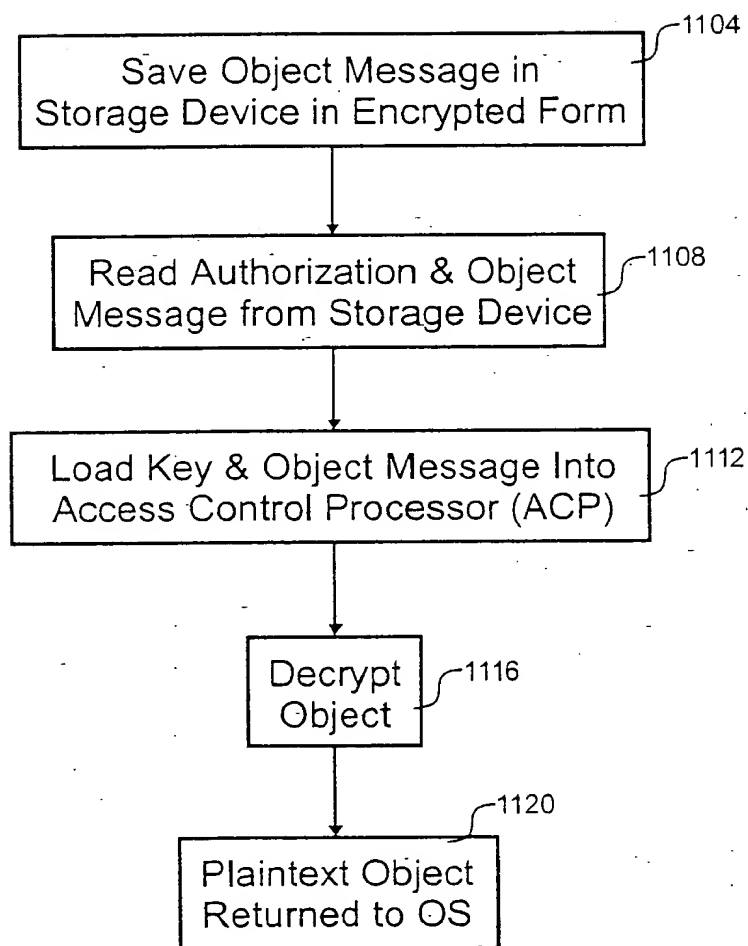 1104
Save Object Message in
Storage Device in Encrypted Form
1108
Read Authorization & Object
Message from Storage Device
1112
Load Key & Object Message Into
Access Control Processor (ACP)
1116
Decrypt
Object
1120
Plaintext Object
Returned to OS